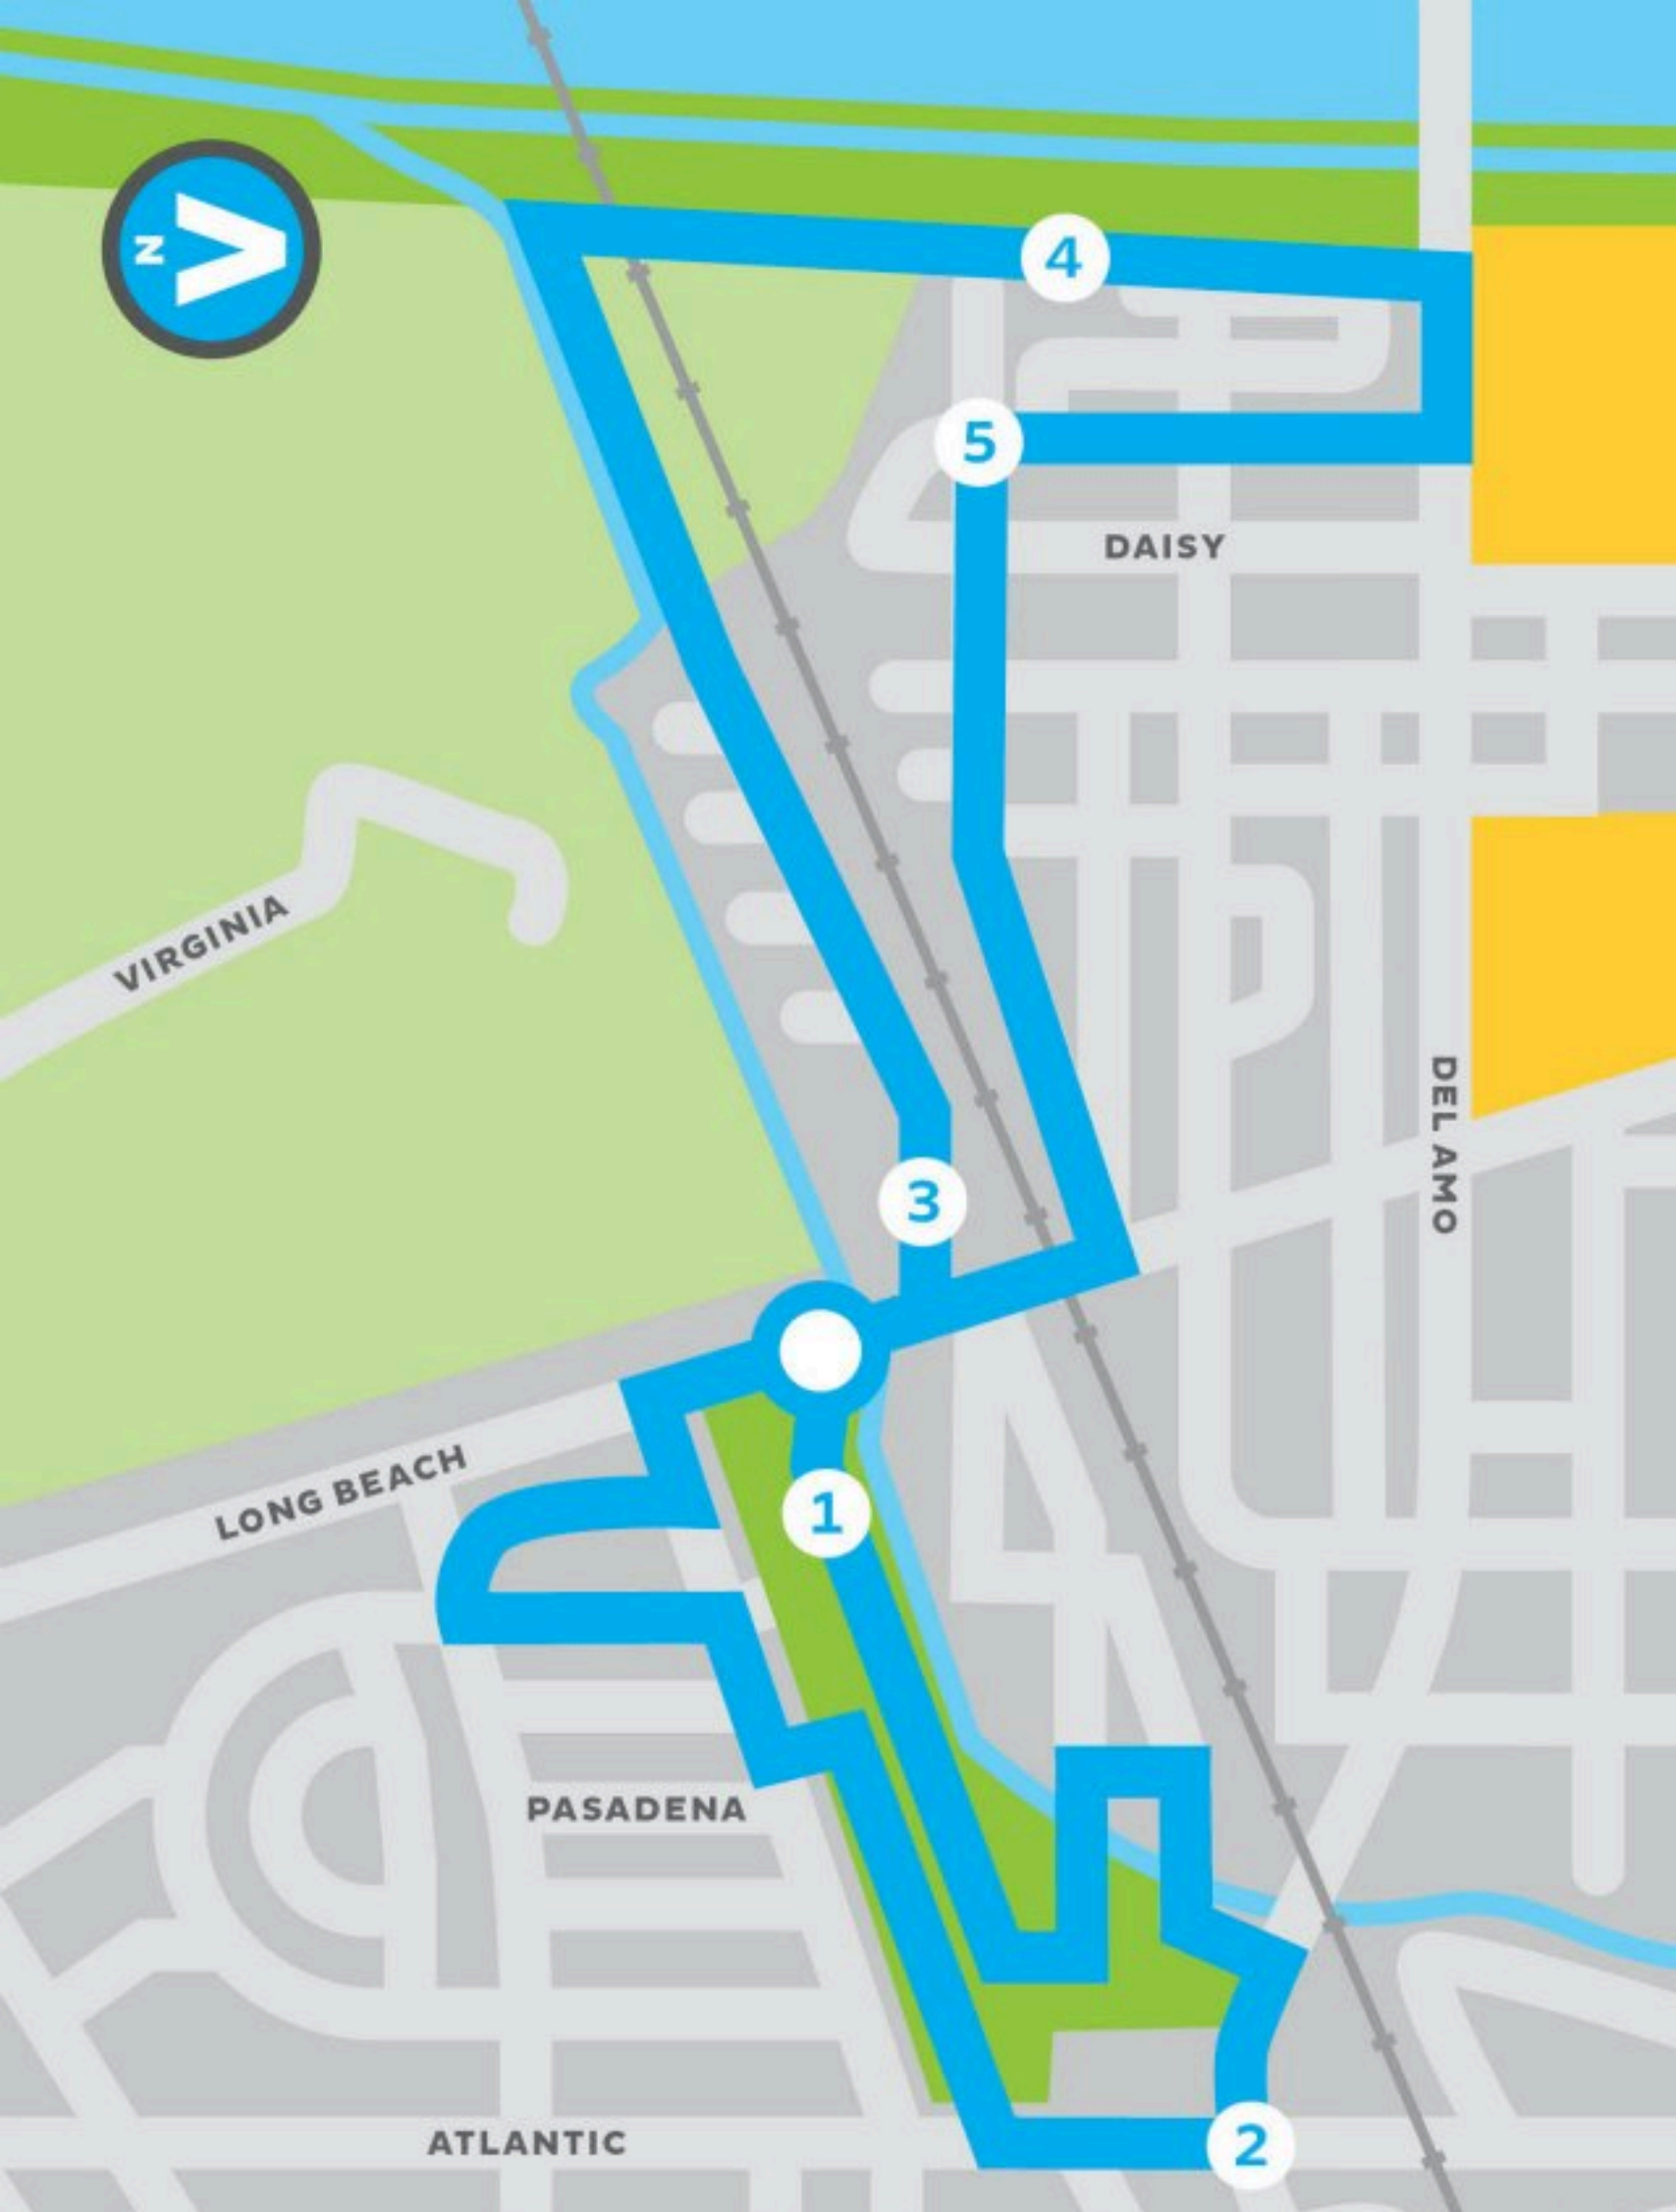 N
4
5
DAISY
VIRGINIA
DEL AMO
3
LONG BEACH
1
PASADENA
ATLANTIC
2